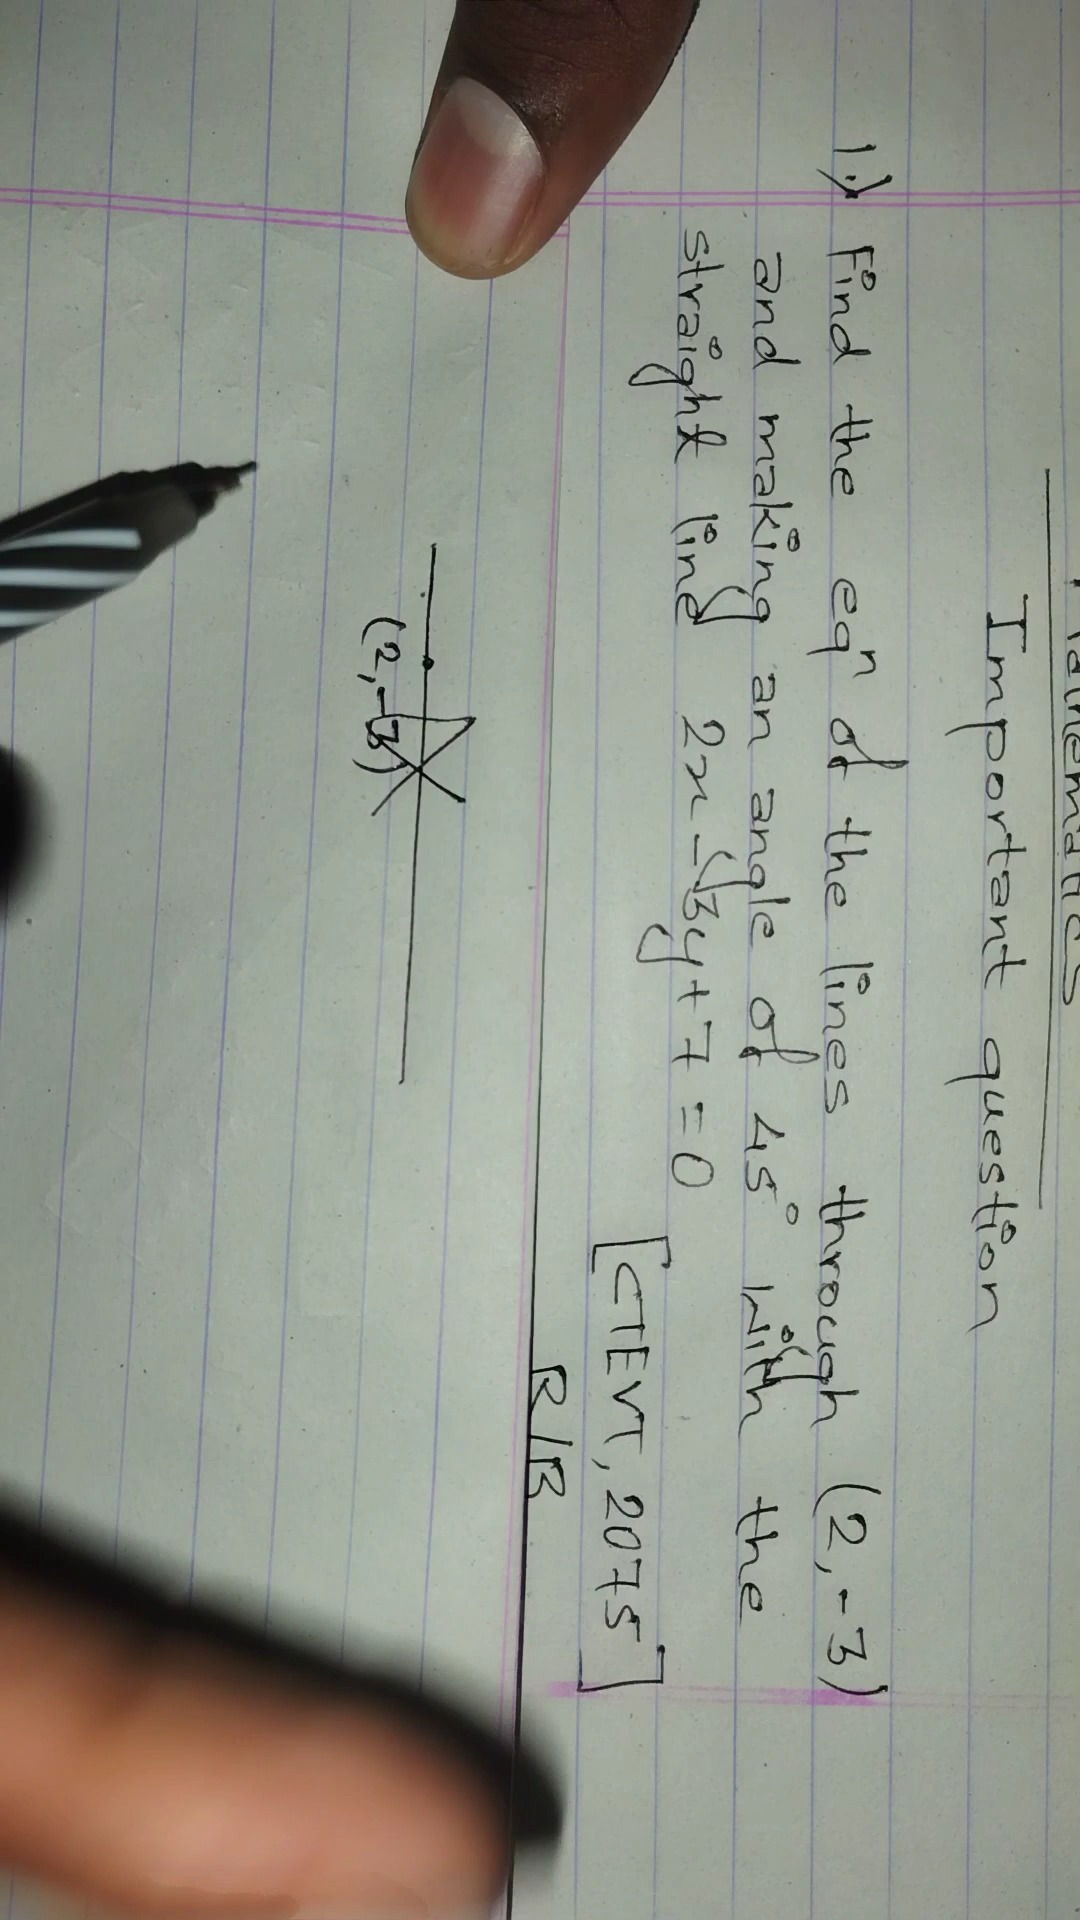 Mathematics
Important question
1.) Find the eqn of the lines through (2,-3)
and making an angle of 45° with the
straight line 2x-3y+7=0
[CTEVT, 2075]
R/B
(2,-3)